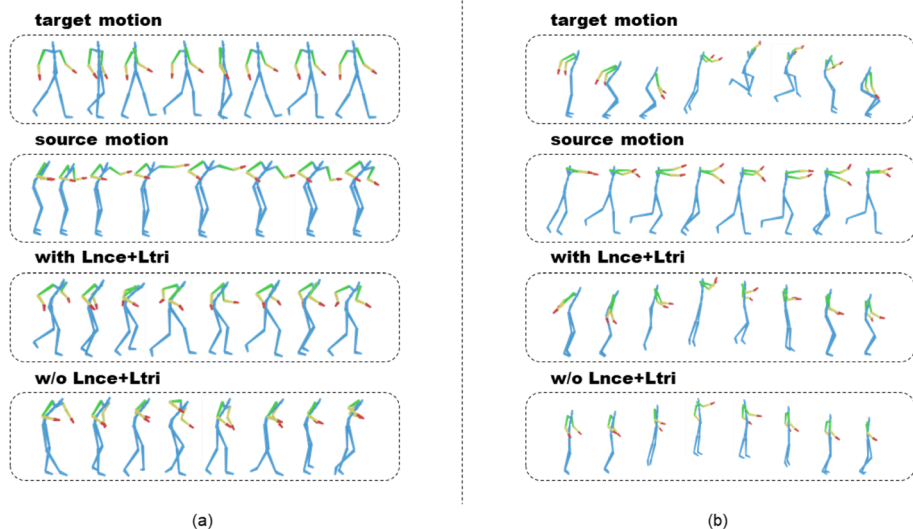 target motion
source motion
with Lnce+Ltri
w/o Lnce+Ltri
(a)
target motion
source motion
with Lnce+Ltri
w/o Lnce+Ltri
(b)